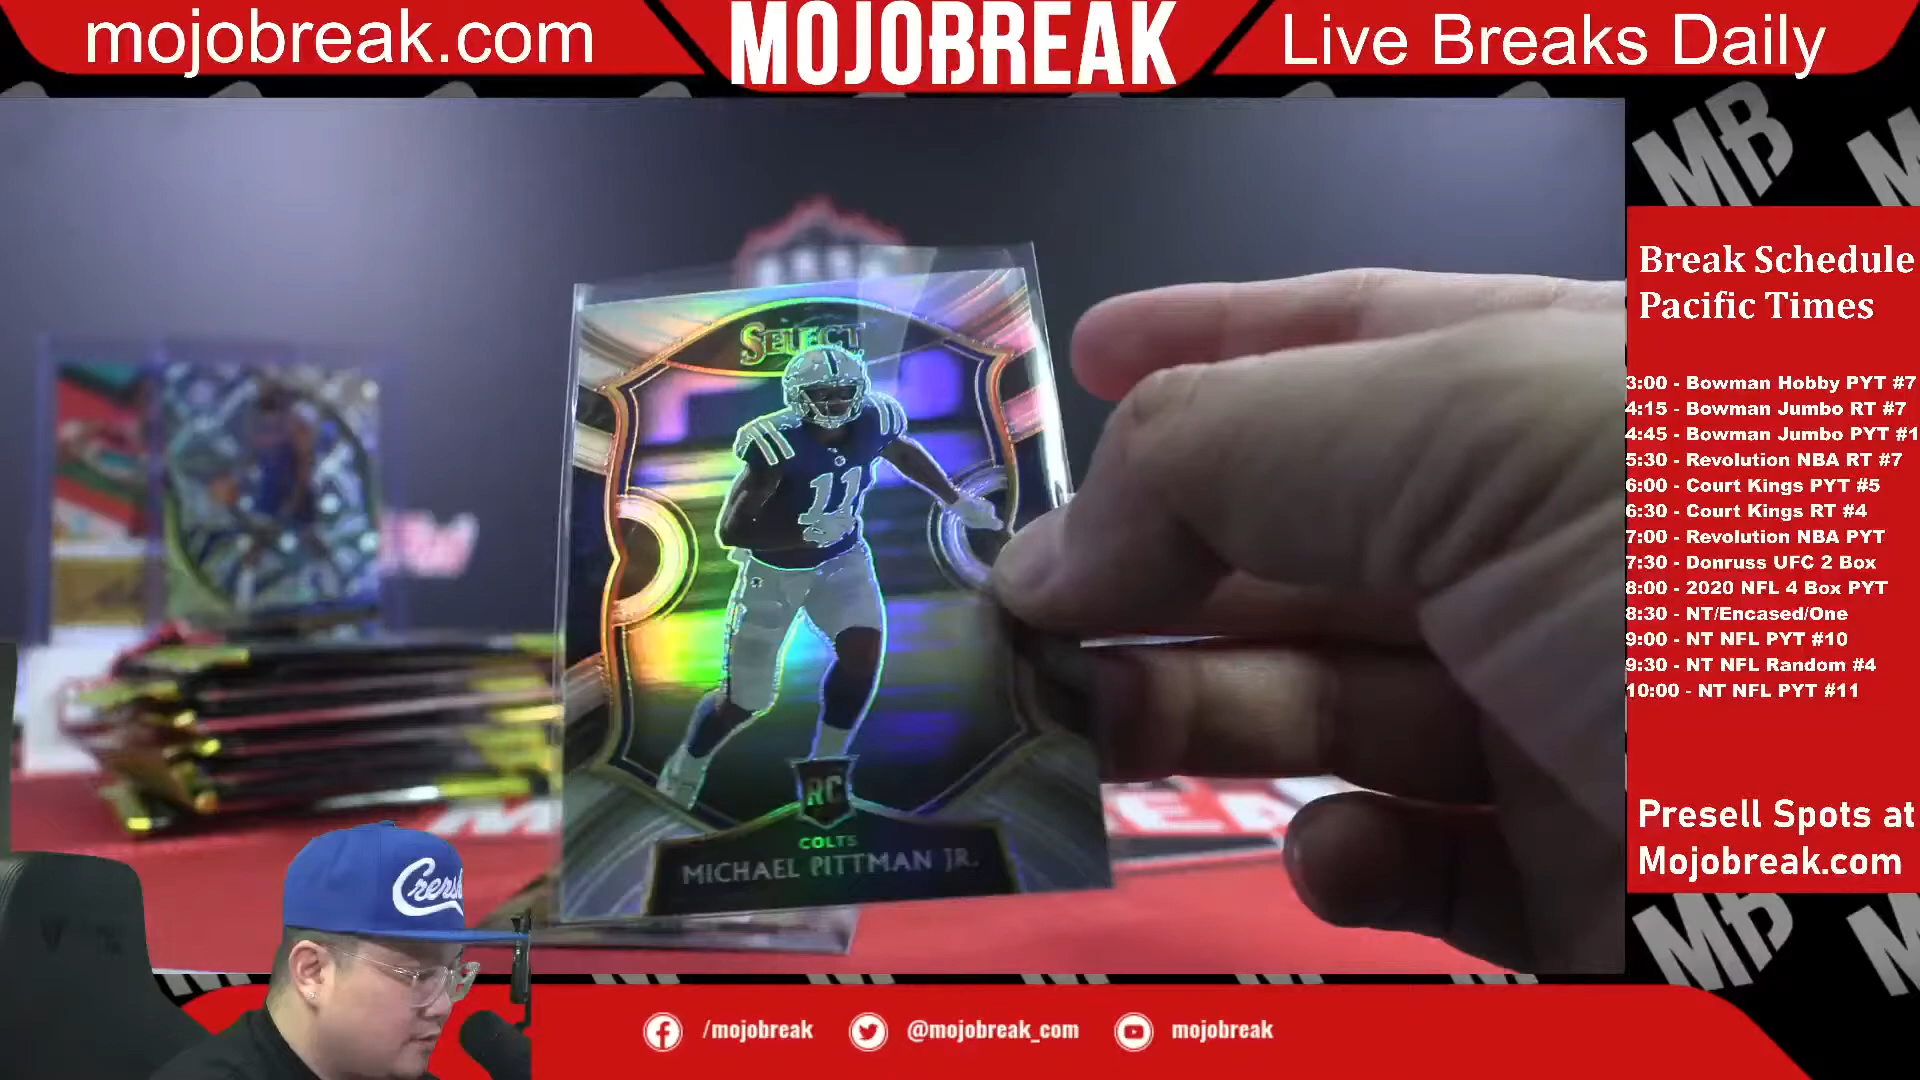 mojobreak.com
MOJOBREAK
Live Breaks Daily
MB
Break Schedule
Pacific Times
3:00 - Bowman Hobby PYT #7
4:15 - Bowman Jumbo RT #7
4:45 - Bowman Jumbo PYT #1
5:30 - Revolution NBA RT #7
6:00 - Court Kings PYT #5
6:30 - Court Kings RT #4
7:00 - Revolution NBA PYT
7:30 - Donruss UFC 2 Box
8:00 - 2020 NFL 4 Box PYT
8:30 - NT/Encased/One
9:00 - NT NFL PYT #10
9:30 - NT NFL Random #4
10:00 - NT NFL PYT #11
Presell Spots at
Mojobreak.com
MB
SELECT
11
RC
COLTS
MICHAEL PITTMAN JR.
/mojobreak
@mojobreak_com
mojobreak